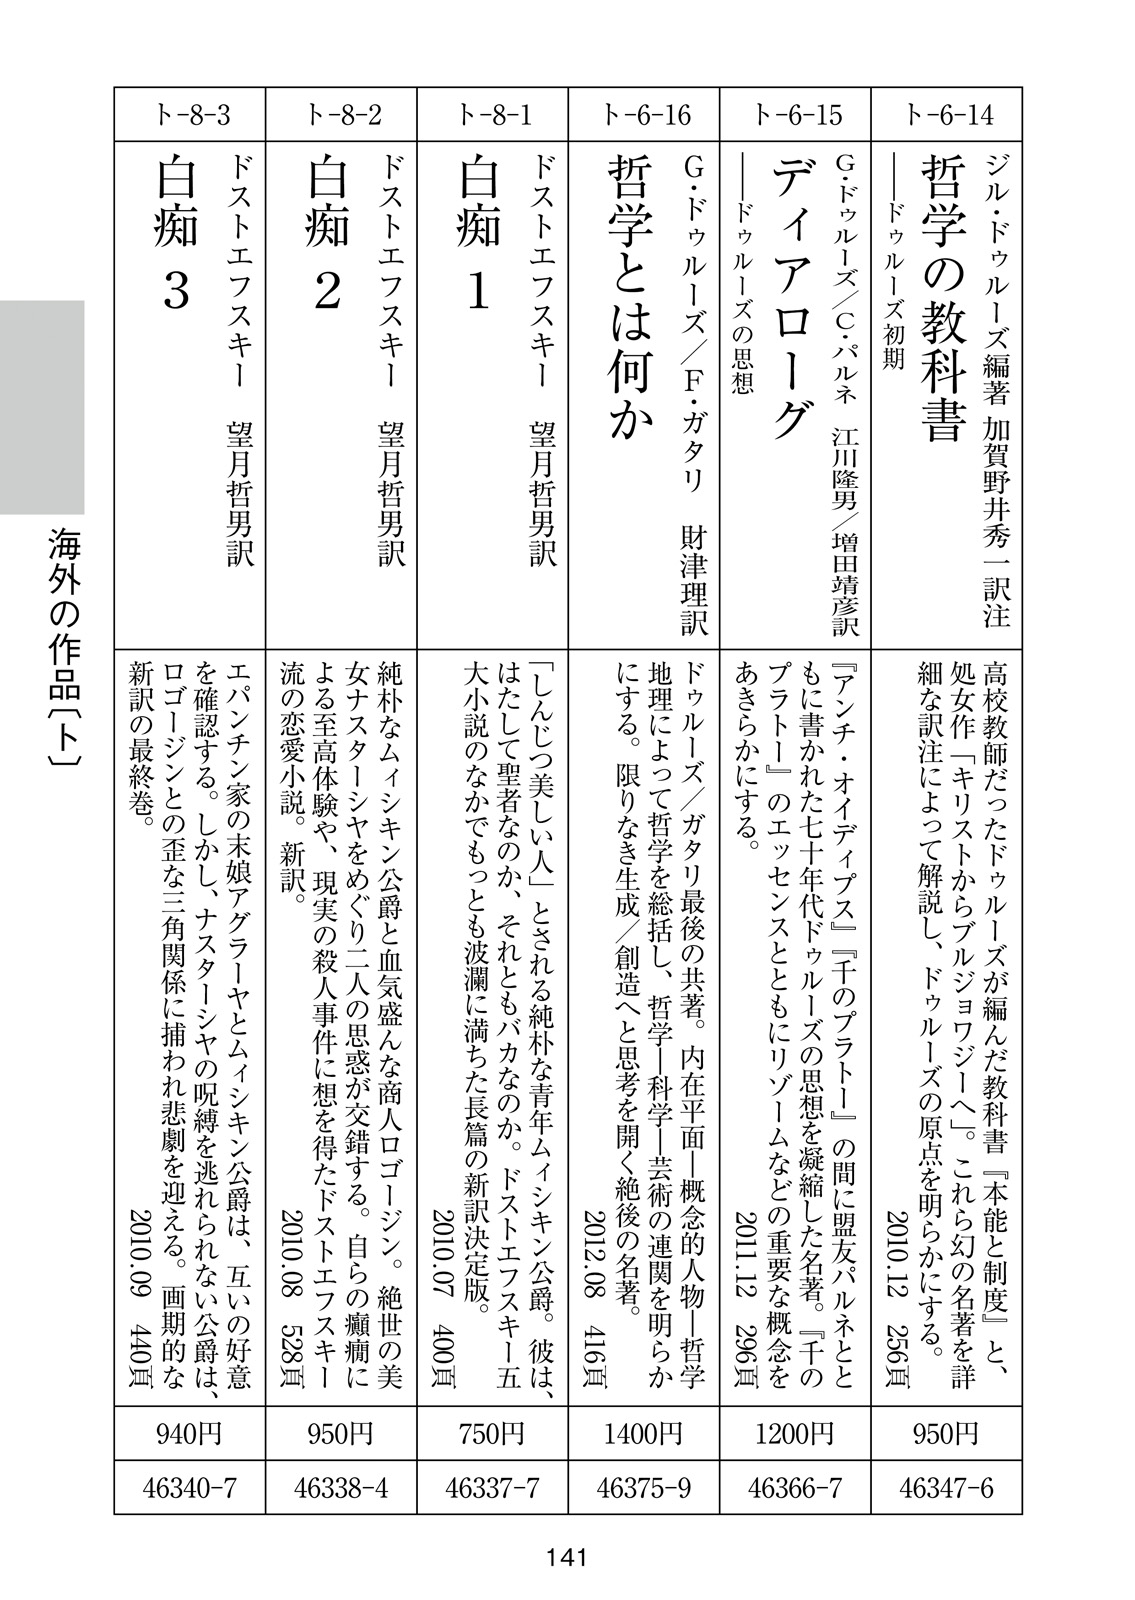 ト-6-14
ジル・ドゥルーズ編著 加賀野井秀一訳注
哲学の教科書
――ドゥルーズ初期
高校教師だったドゥルーズが編んだ教科書『本能と制度』と、
処女作「キリストからブルジョワジーへ」。これら幻の名著を詳
細な訳注によって解説し、ドゥルーズの原点を明らかにする。
2010.12 256頁
950円
46347-6
ト-6-15
G・ドゥルーズ／C・パルネ 江川隆男／増田靖彦訳
ディアローグ
――ドゥルーズの思想
『アンチ・オイディプス』『千のプラトー』の間に盟友パルネとと
もに書かれた七十年代ドゥルーズの思想を凝縮した名著。『千の
プラトー』のエッセンスとともにリゾームなどの重要な概念を
あきらかにする。
2011.12 296頁
1200円
46366-7
ト-6-16
G・ドゥルーズ／F・ガタリ 財津理訳
哲学とは何か
ドゥルーズ／ガタリ最後の共著。内在平面―概念的人物―哲学
地理によって哲学を総括し、哲学―科学―芸術の連関を明らか
にする。限りなき生成／創造へと思考を開く絶後の名著。
2012.08 416頁
1400円
46375-9
ト-8-1
ドストエフスキー 望月哲男訳
白痴 1
「しんじつ美しい人」とされる純朴な青年ムィシキン公爵。彼は、
はたして聖者なのか、それともバカなのか。ドストエフスキー五
大小説のなかでもっとも波瀾に満ちた長篇の新訳決定版。
2010.07 400頁
750円
46337-7
ト-8-2
ドストエフスキー 望月哲男訳
白痴 2
純朴なムィシキン公爵と血気盛んな商人ロゴージン。絶世の美
女ナスターシヤをめぐり二人の思惑が交錯する。自らの癲癇に
よる至高体験や、現実の殺人事件に想を得たドストエフスキー
流の恋愛小説。新訳。
2010.08 528頁
950円
46338-4
ト-8-3
ドストエフスキー 望月哲男訳
白痴 3
エパンチン家の末娘アグラーヤとムィシキン公爵は、互いの好意
を確認する。しかし、ナスターシヤの呪縛を逃れられない公爵は、
ロゴージンとの歪な三角関係に捕われ悲劇を迎える。画期的な
新訳の最終巻。
2010.09 440頁
940円
46340-7
海外の作品〔ト〕
141